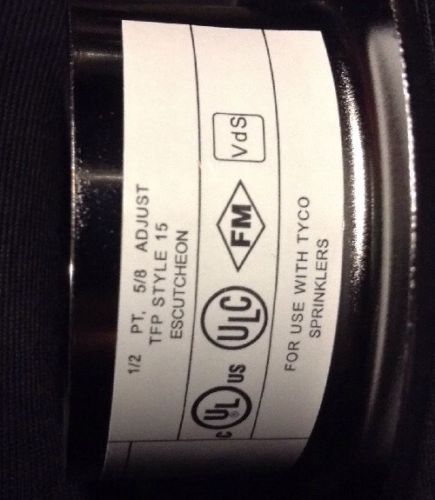 1/2 PT, 5/8 ADJUST
TFP STYLE 15
ESCUTCHEON
c UL ® US
ULC
FM
VdS
FOR USE WITH TYCO
SPRINKLERS